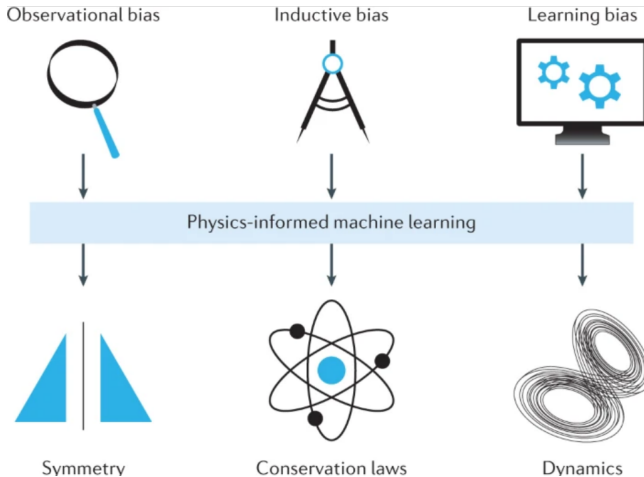 Observational bias
Inductive bias
Learning bias
Physics-informed machine learning
Symmetry
Conservation laws
Dynamics